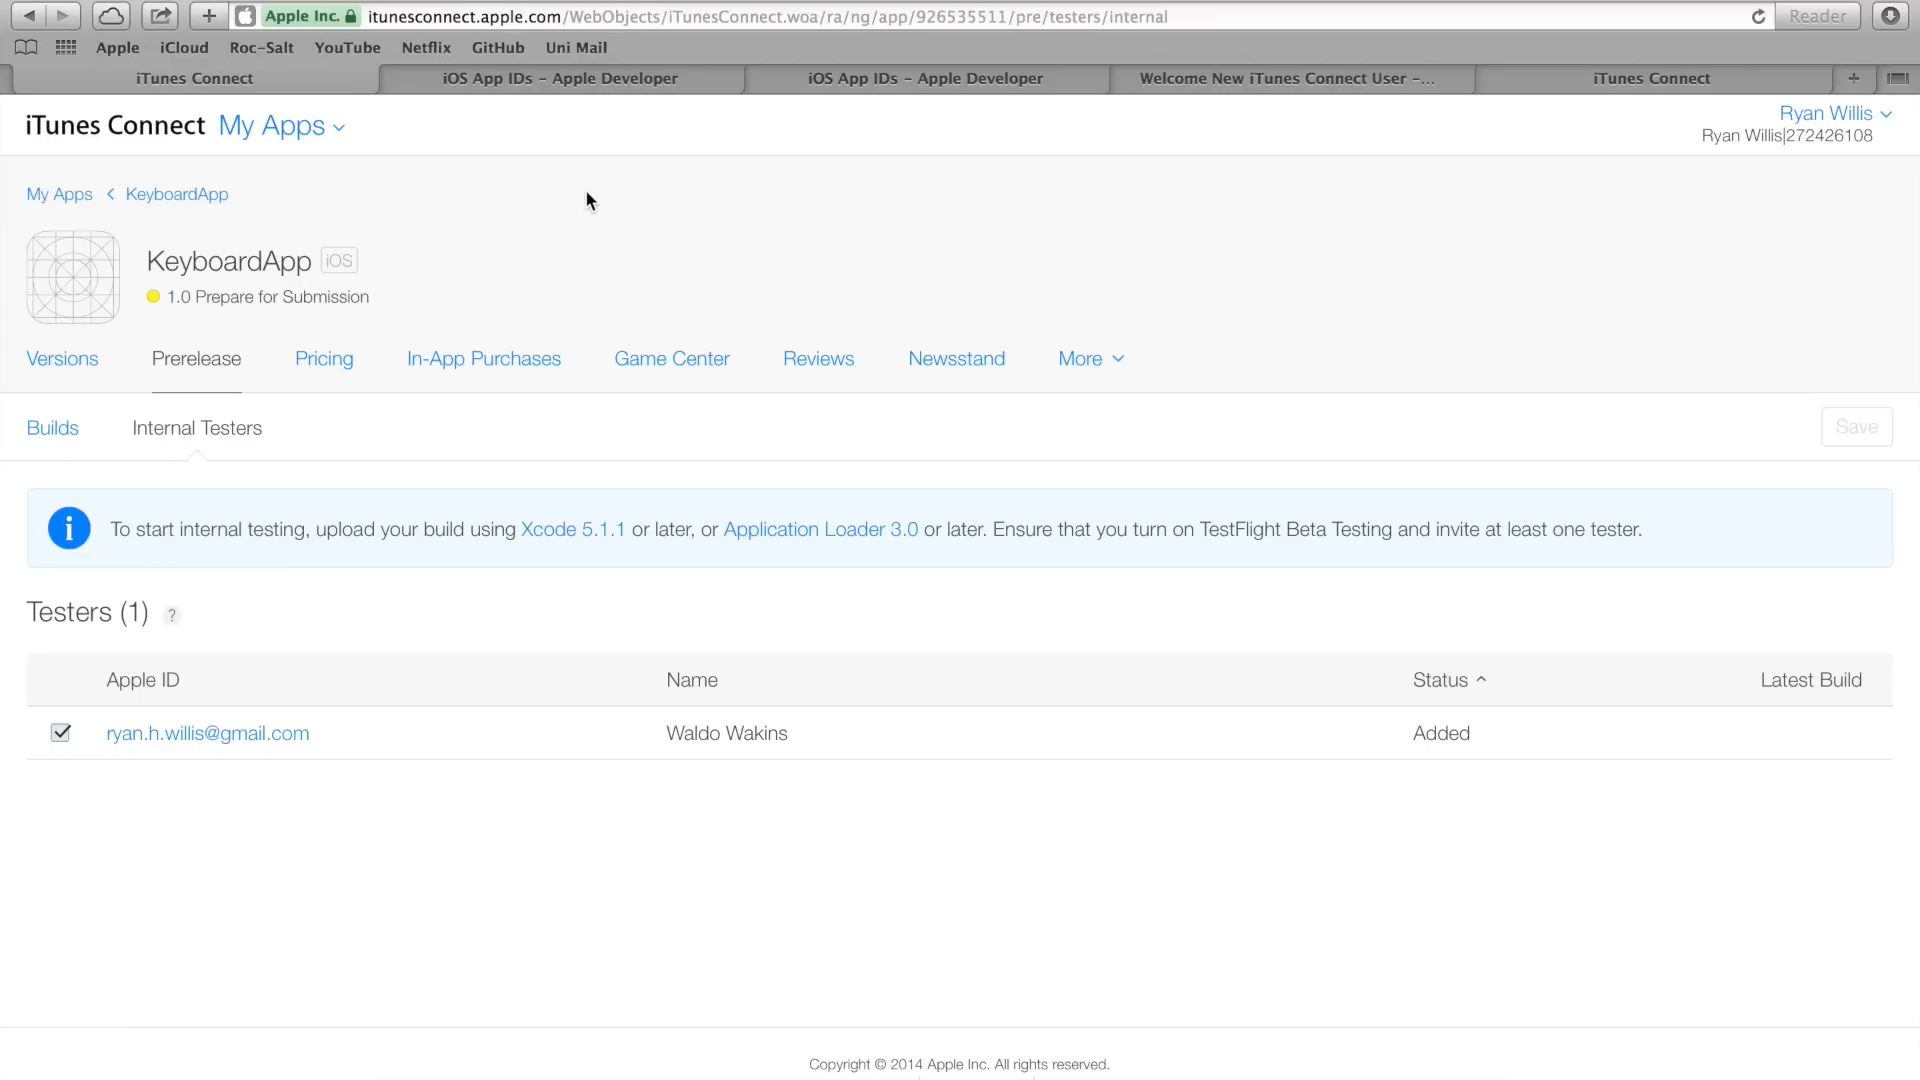 Apple Inc. itunesconnect.apple.com/WebObjects/iTunesConnect.woa/ra/ng/app/926535511/pre/testers/internal Reader
Apple iCloud Roc-Salt YouTube Netflix GitHub Uni Mail
iTunes Connect iOS App IDs - Apple Developer iOS App IDs - Apple Developer Welcome New iTunes Connect User -... iTunes Connect
iTunes Connect My Apps
Ryan Willis
Ryan Willis|272426108
My Apps < KeyboardApp
KeyboardApp iOS
1.0 Prepare for Submission
Versions Prerelease Pricing In-App Purchases Game Center Reviews Newsstand More
Builds Internal Testers Save
To start internal testing, upload your build using Xcode 5.1.1 or later, or Application Loader 3.0 or later. Ensure that you turn on TestFlight Beta Testing and invite at least one tester.
Testers (1) ?
Apple ID Name Status Latest Build
ryan.h.willis@gmail.com Waldo Wakins Added
Copyright © 2014 Apple Inc. All rights reserved.